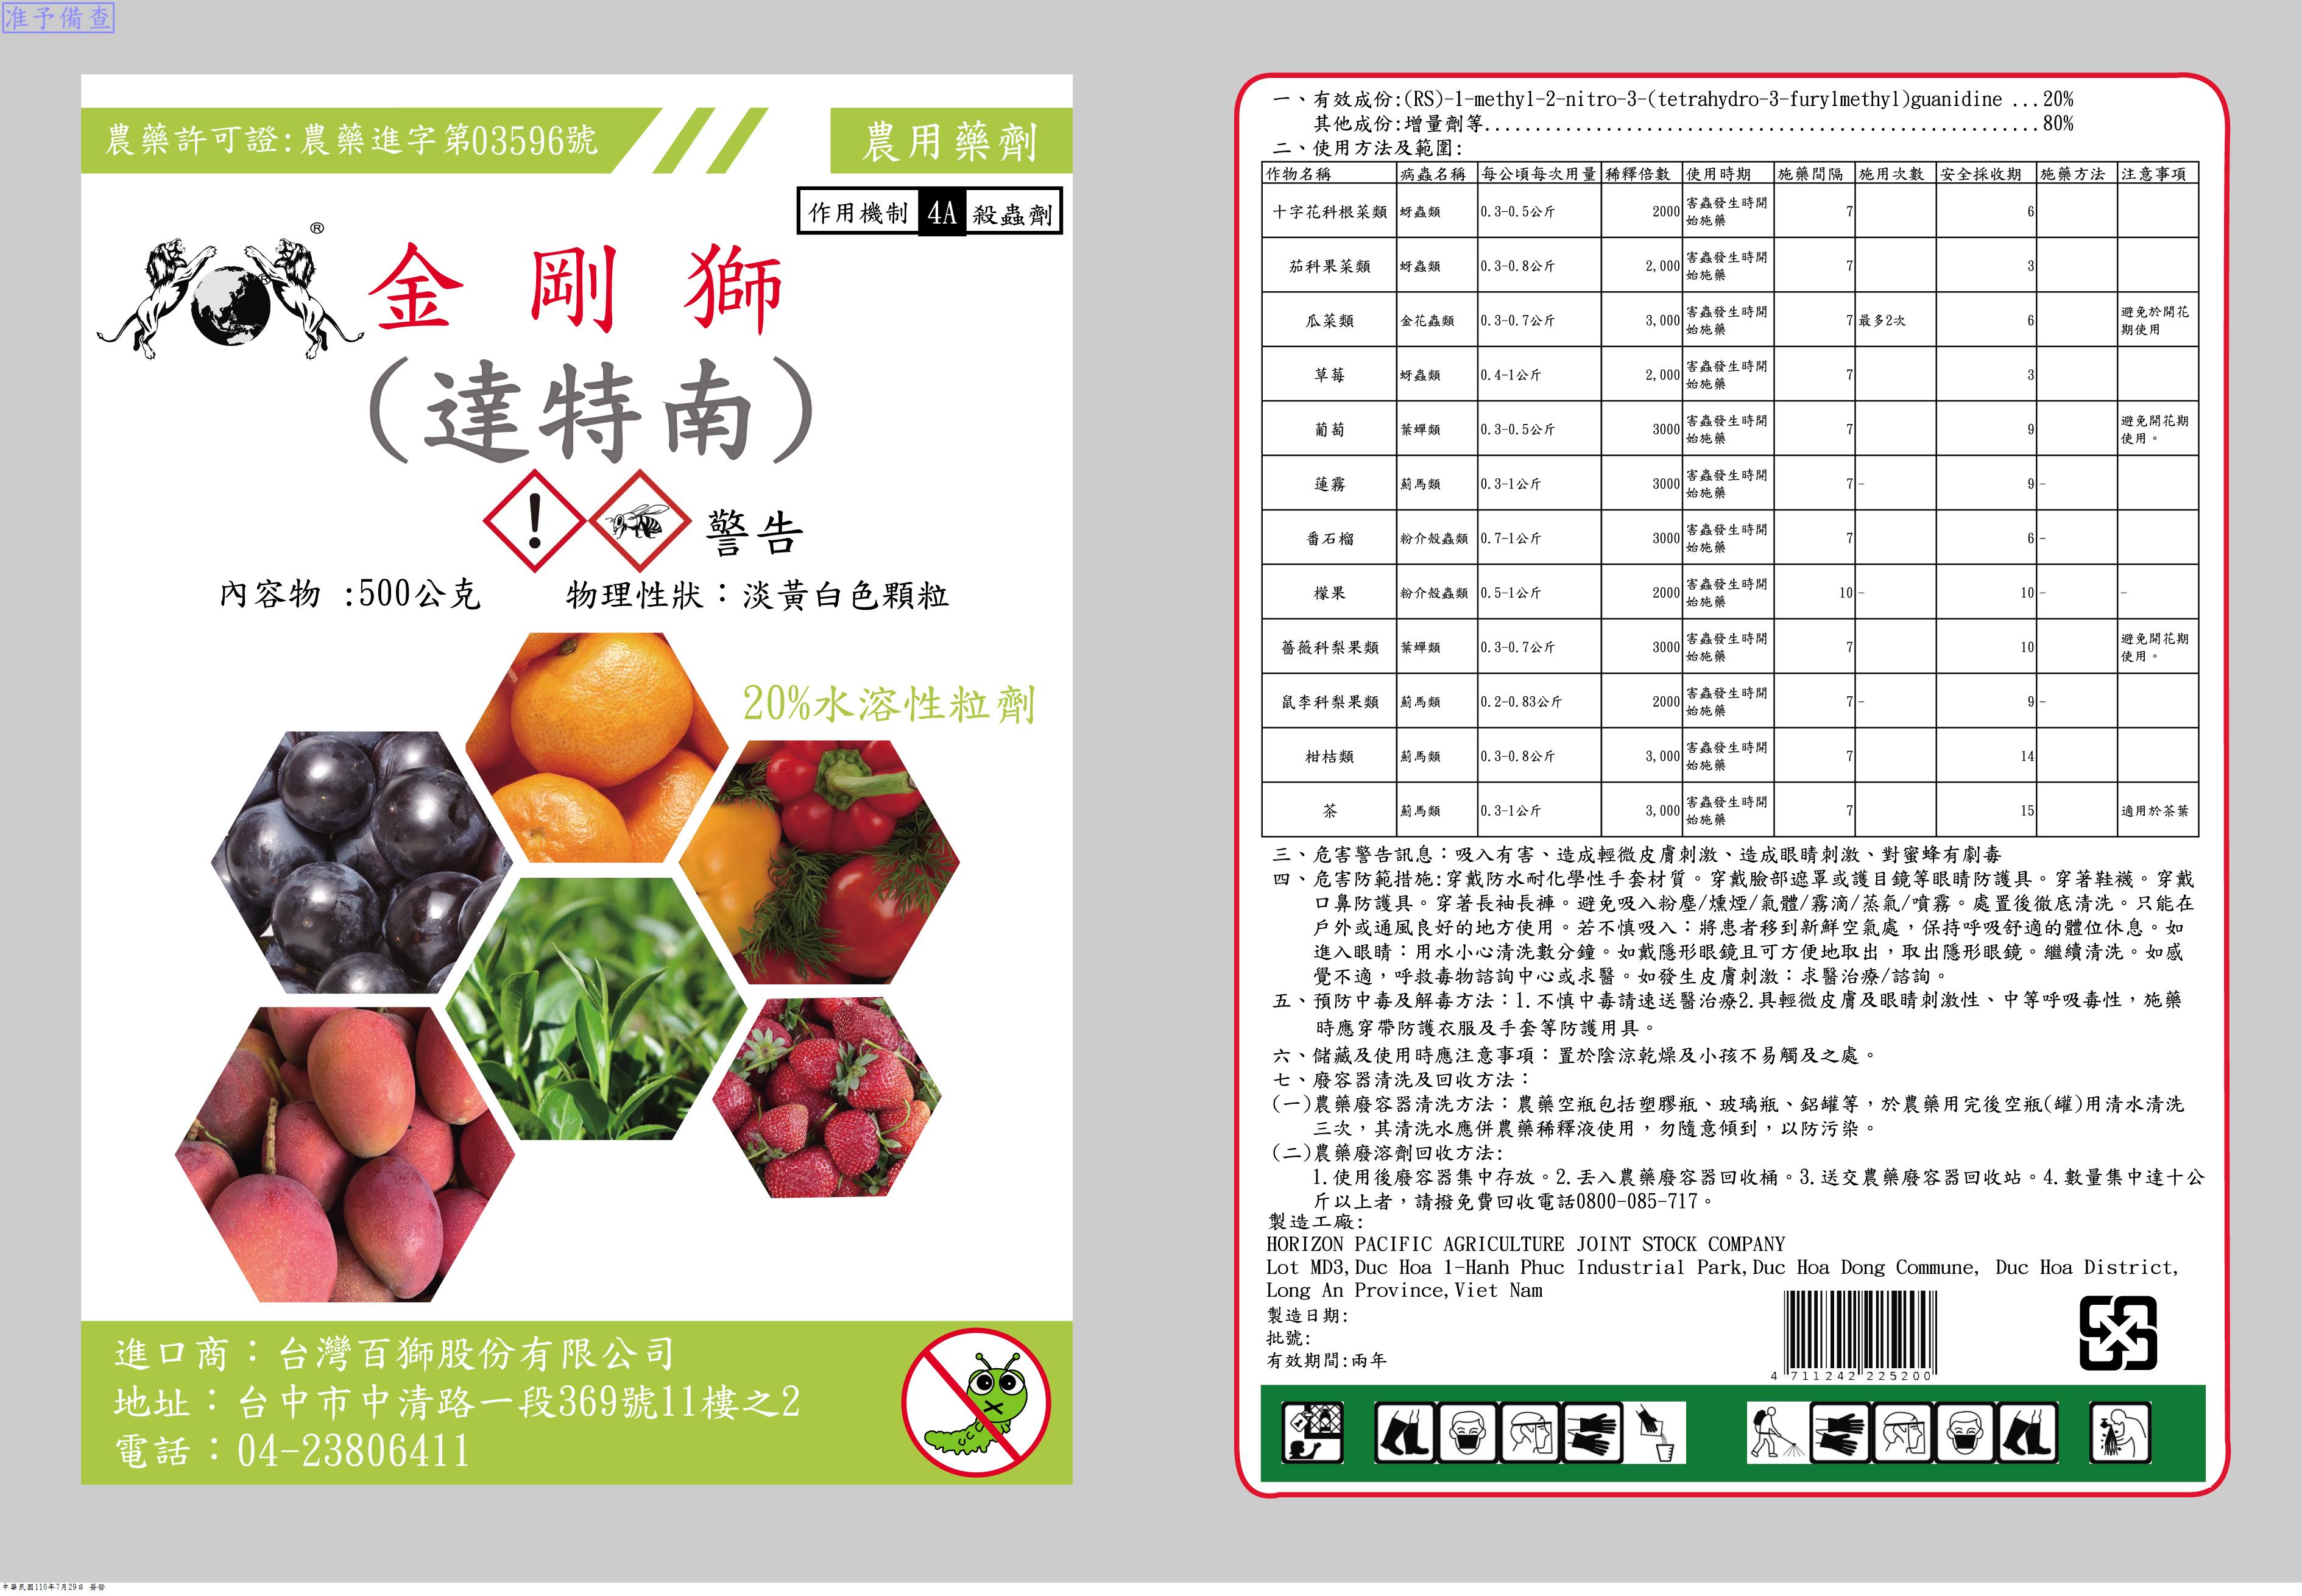 准予備查
農藥許可證:農藥進字第03596號
農用藥劑
作用機制 4A 殺蟲劑
®
金剛獅
(達特南)
警告
內容物 :500公克 物理性狀：淡黃白色顆粒
20%水溶性粒劑
進口商：台灣百獅股份有限公司
地址：台中市中清路一段369號11樓之2
電話：04-23806411
中華民國110年7月29日 簽發
一、有效成份:(RS)-1-methyl-2-nitro-3-(tetrahydro-3-furylmethyl)guanidine ...20%
其他成份:增量劑等.......................................................80%
二、使用方法及範圍:
作物名稱 病蟲名稱 每公頃每次用量 稀釋倍數 使用時期 施藥間隔 施用次數 安全採收期 施藥方法 注意事項
十字花科根菜類 蚜蟲類 0.3-0.5公斤 2000 害蟲發生時開始施藥 7 6
茄科果菜類 蚜蟲類 0.3-0.8公斤 2,000 害蟲發生時開始施藥 7 3
瓜菜類 金花蟲類 0.3-0.7公斤 3,000 害蟲發生時開始施藥 7 最多2次 6 避免於開花期使用
草莓 蚜蟲類 0.4-1公斤 2,000 害蟲發生時開始施藥 7 3
葡萄 葉蟬類 0.3-0.5公斤 3000 害蟲發生時開始施藥 7 9 避免開花期使用。
蓮霧 薊馬類 0.3-1公斤 3000 害蟲發生時開始施藥 7 - 9 -
番石榴 粉介殼蟲類 0.7-1公斤 3000 害蟲發生時開始施藥 7 6 -
檬果 粉介殼蟲類 0.5-1公斤 2000 害蟲發生時開始施藥 10 - 10 - -
薔薇科梨果類 葉蟬類 0.3-0.7公斤 3000 害蟲發生時開始施藥 7 10 避免開花期使用。
鼠李科梨果類 薊馬類 0.2-0.83公斤 2000 害蟲發生時開始施藥 7 - 9 -
柑桔類 薊馬類 0.3-0.8公斤 3,000 害蟲發生時開始施藥 7 14
茶 薊馬類 0.3-1公斤 3,000 害蟲發生時開始施藥 7 15 適用於茶葉
三、危害警告訊息：吸入有害、造成輕微皮膚刺激、造成眼睛刺激、對蜜蜂有劇毒
四、危害防範措施:穿戴防水耐化學性手套材質。穿戴臉部遮罩或護目鏡等眼睛防護具。穿著鞋襪。穿戴
口鼻防護具。穿著長袖長褲。避免吸入粉塵/燻煙/氣體/霧滴/蒸氣/噴霧。處置後徹底清洗。只能在
戶外或通風良好的地方使用。若不慎吸入：將患者移到新鮮空氣處，保持呼吸舒適的體位休息。如
進入眼睛：用水小心清洗數分鐘。如戴隱形眼鏡且可方便地取出，取出隱形眼鏡。繼續清洗。如感
覺不適，呼救毒物諮詢中心或求醫。如發生皮膚刺激：求醫治療/諮詢。
五、預防中毒及解毒方法：1.不慎中毒請速送醫治療2.具輕微皮膚及眼睛刺激性、中等呼吸毒性，施藥
時應穿帶防護衣服及手套等防護用具。
六、儲藏及使用時應注意事項：置於陰涼乾燥及小孩不易觸及之處。
七、廢容器清洗及回收方法：
(一)農藥廢容器清洗方法：農藥空瓶包括塑膠瓶、玻璃瓶、鋁罐等，於農藥用完後空瓶(罐)用清水清洗
三次，其清洗水應併農藥稀釋液使用，勿隨意傾到，以防污染。
(二)農藥廢溶劑回收方法:
1.使用後廢容器集中存放。2.丟入農藥廢容器回收桶。3.送交農藥廢容器回收站。4.數量集中達十公
斤以上者，請撥免費回收電話0800-085-717。
製造工廠:
HORIZON PACIFIC AGRICULTURE JOINT STOCK COMPANY
Lot MD3,Duc Hoa 1-Hanh Phuc Industrial Park,Duc Hoa Dong Commune, Duc Hoa District,
Long An Province,Viet Nam
製造日期:
批號:
有效期間:兩年
4 711242 225200